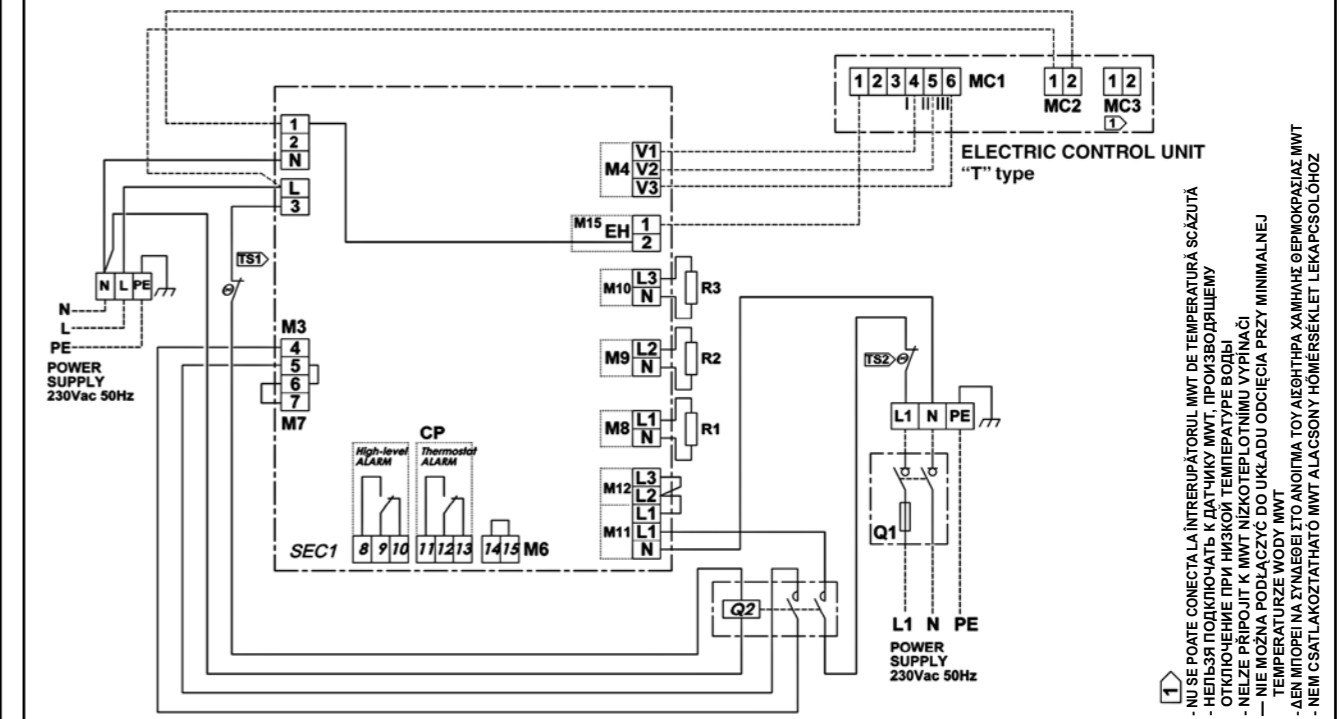 1 2 3 4 5 6 MC1
I II III
1 2
MC2
1 2
MC3
1
ELECTRIC CONTROL UNIT
“T” type
1
2
N
L
3
TS1
N L PE
N
L
PE
POWER
SUPPLY
230Vac 50Hz
M3
4
5
6
7
M7
M4
V1
V2
V3
M15 EH
1
2
M10
L3
N
R3
M9
L2
N
R2
M8
L1
N
R1
M12
L3
L2
L1
M11
L1
N
CP
High-level
ALARM
Thermostat
ALARM
SEC1
8 9 10
11 12 13
14 15 M6
Q2
TS2
L1 N PE
Q1
L1 N PE
POWER
SUPPLY
230Vac 50Hz
1
- NU SE POATE CONECTA LA ÎNTRERUPĂTORUL MWT DE TEMPERATURĂ SCĂZUTĂ
- НЕЛЬЗЯ ПОДКЛЮЧАТЬ К ДАТЧИКУ MWT, ПРОИЗВОДЯЩЕМУ
ОТКЛЮЧЕНИЕ ПРИ НИЗКОЙ ТЕМПЕРАТУРЕ ВОДЫ
- NELZE PŘIPOJIT K MWT NÍZKOTEPLOTNÍMU VYPÍNAČI
— NIE MOŻNA PODŁĄCZYĆ DO UKŁADU ODCIĘCIA PRZY MINIMALNEJ
TEMPERATURZE WODY MWT
- ΔΕΝ ΜΠΟΡΕΙ ΝΑ ΣΥΝΔΕΘΕΙ ΣΤΟ ΑΝΟΙΓΜΑ ΤΟΥ ΑΙΣΘΗΤΗΡΑ ΧΑΜΗΛΗΣ ΘΕΡΜΟΚΡΑΣΙΑΣ MWT
- NEM CSATLAKOZTATHATÓ MWT ALACSONY HŐMÉRSÉKLET LEKAPCSOLÓHOZ